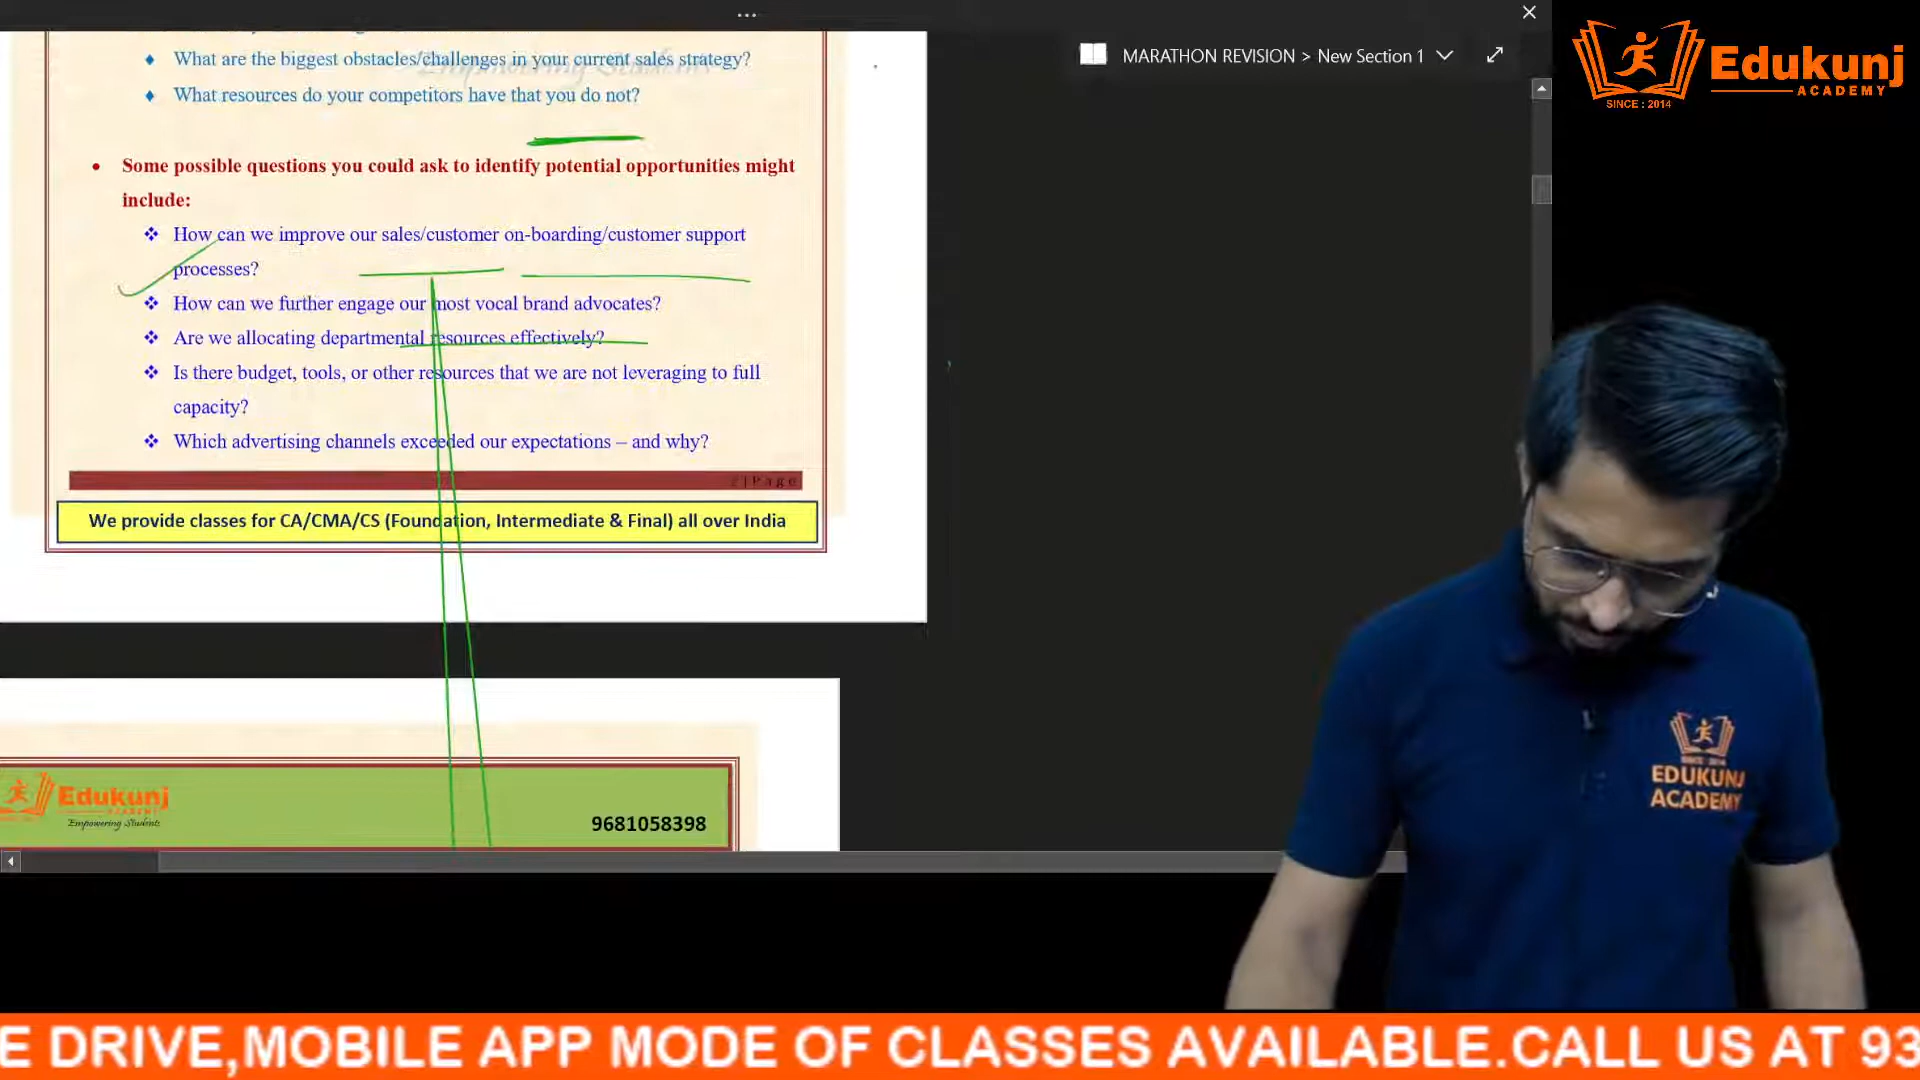 What are the biggest obstacles/challenges in your current sales strategy?
What resources do your competitors have that you do not?
• Some possible questions you could ask to identify potential opportunities might
include:
❖ How can we improve our sales/customer on-boarding/customer support
processes?
❖ How can we further engage our most vocal brand advocates?
❖ Are we allocating departmental resources effectively?
❖ Is there budget, tools, or other resources that we are not leveraging to full
capacity?
❖ Which advertising channels exceeded our expectations – and why?
2 | P a g e
We provide classes for CA/CMA/CS (Foundation, Intermediate & Final) all over India
Edukunj
ACADEMY
Empowering Students
9681058398
MARATHON REVISION > New Section 1
Edukunj
ACADEMY
SINCE : 2014
EDUKUNJ
ACADEMY
E DRIVE,MOBILE APP MODE OF CLASSES AVAILABLE.CALL US AT 93